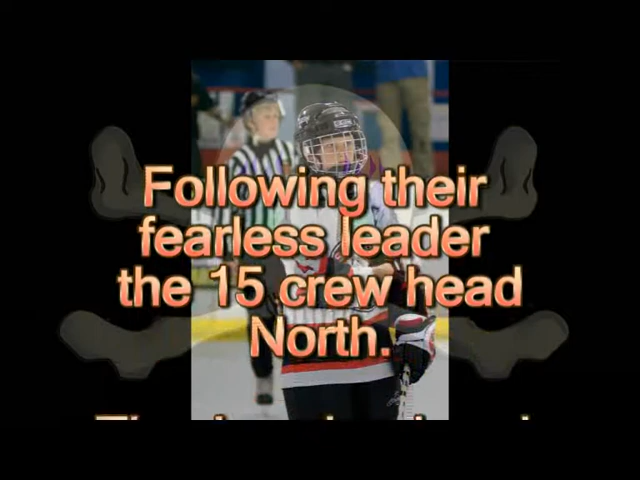 Following their
fearless leader
the 15 crew head
North.